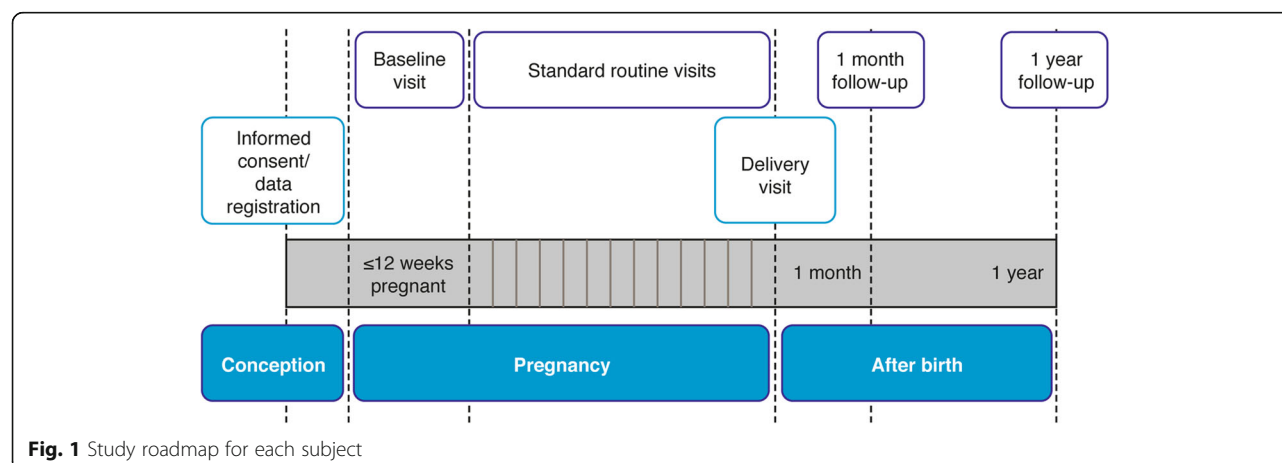 Baseline
visit
Standard routine visits
1 month
follow-up
1 year
follow-up
Informed
consent/
data
registration
Delivery
visit
≤12 weeks
pregnant
1 month
1 year
Conception
Pregnancy
After birth
Fig. 1 Study roadmap for each subject